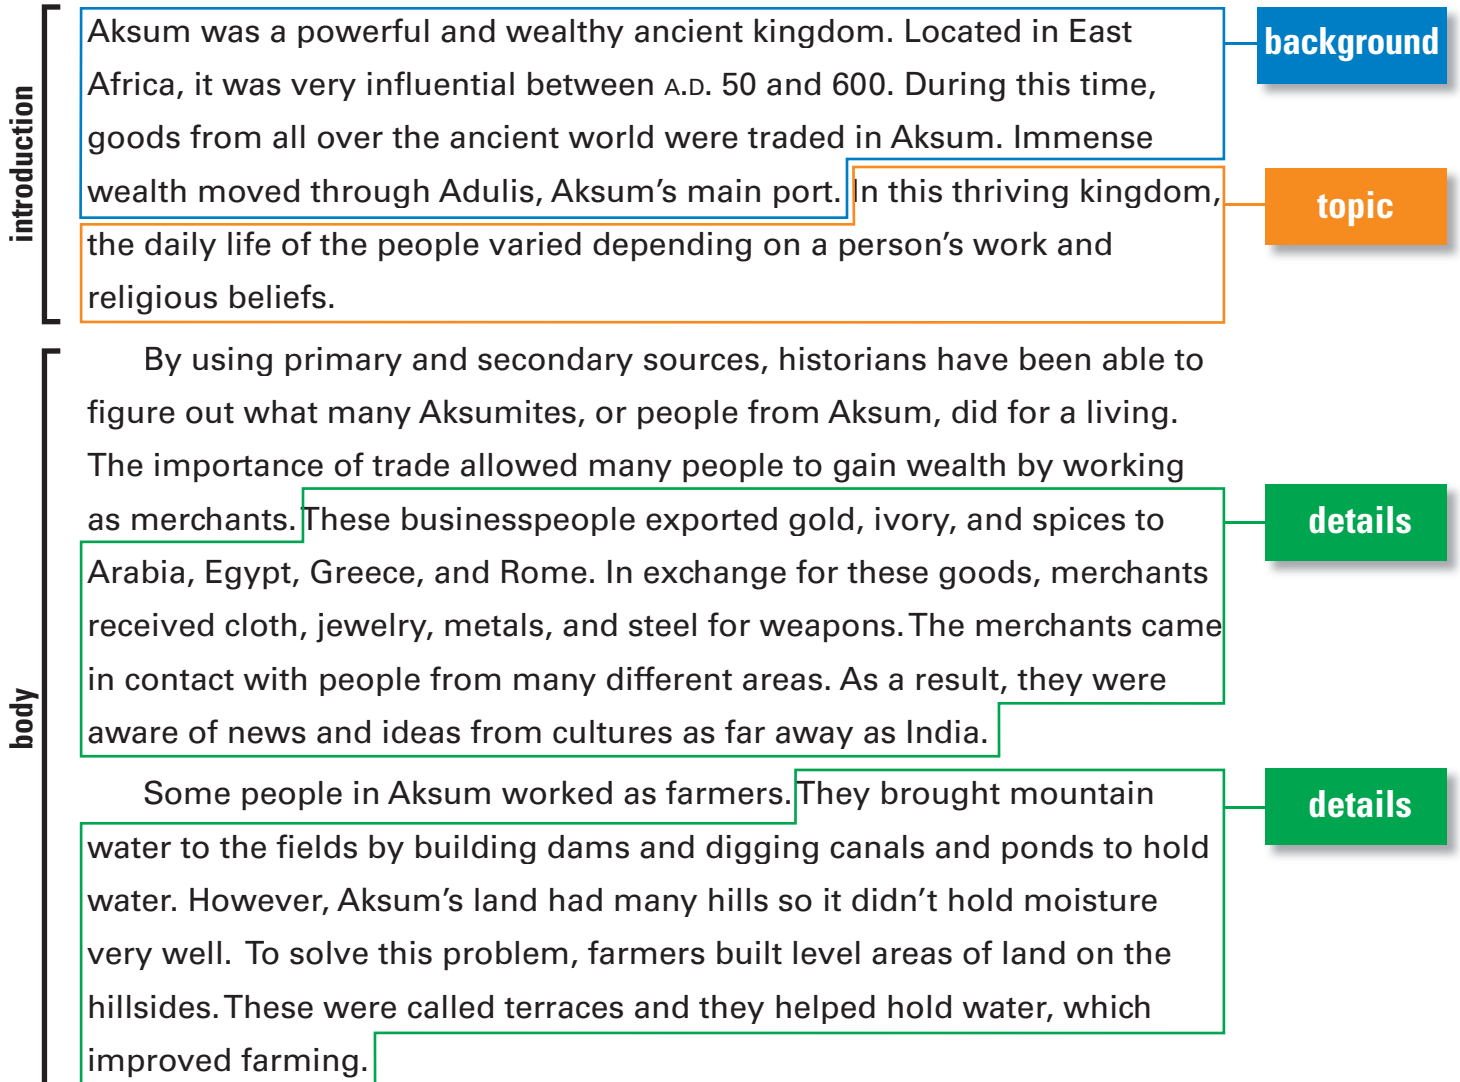 introduction
Aksum was a powerful and wealthy ancient kingdom. Located in East
background
Africa, it was very influential between A.D. 50 and 600. During this time,
goods from all over the ancient world were traded in Aksum. Immense
wealth moved through Adulis, Aksum's main port. In this thriving kingdom,
topic
the daily life of the people varied depending on a person's work and
religious beliefs.
body
By using primary and secondary sources, historians have been able to
figure out what many Aksumites, or people from Aksum, did for a living.
The importance of trade allowed many people to gain wealth by working
as merchants. These businesspeople exported gold, ivory, and spices to
details
Arabia, Egypt, Greece, and Rome. In exchange for these goods, merchants
received cloth, jewelry, metals, and steel for weapons. The merchants came
in contact with people from many different areas. As a result, they were
aware of news and ideas from cultures as far away as India.
Some people in Aksum worked as farmers. They brought mountain
details
water to the fields by building dams and digging canals and ponds to hold
water. However, Aksum's land had many hills so it didn't hold moisture
very well. To solve this problem, farmers built level areas of land on the
hillsides. These were called terraces and they helped hold water, which
improved farming.